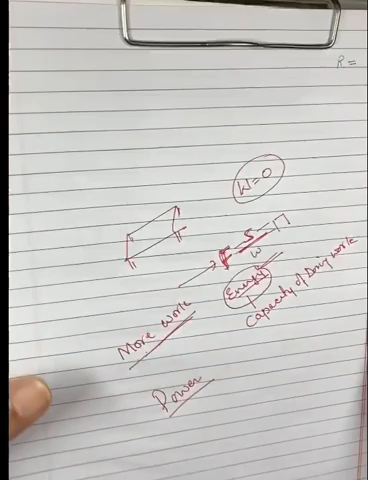 R =
W=0
F S
W
Energy
Capacity of Doing work
More work
Power